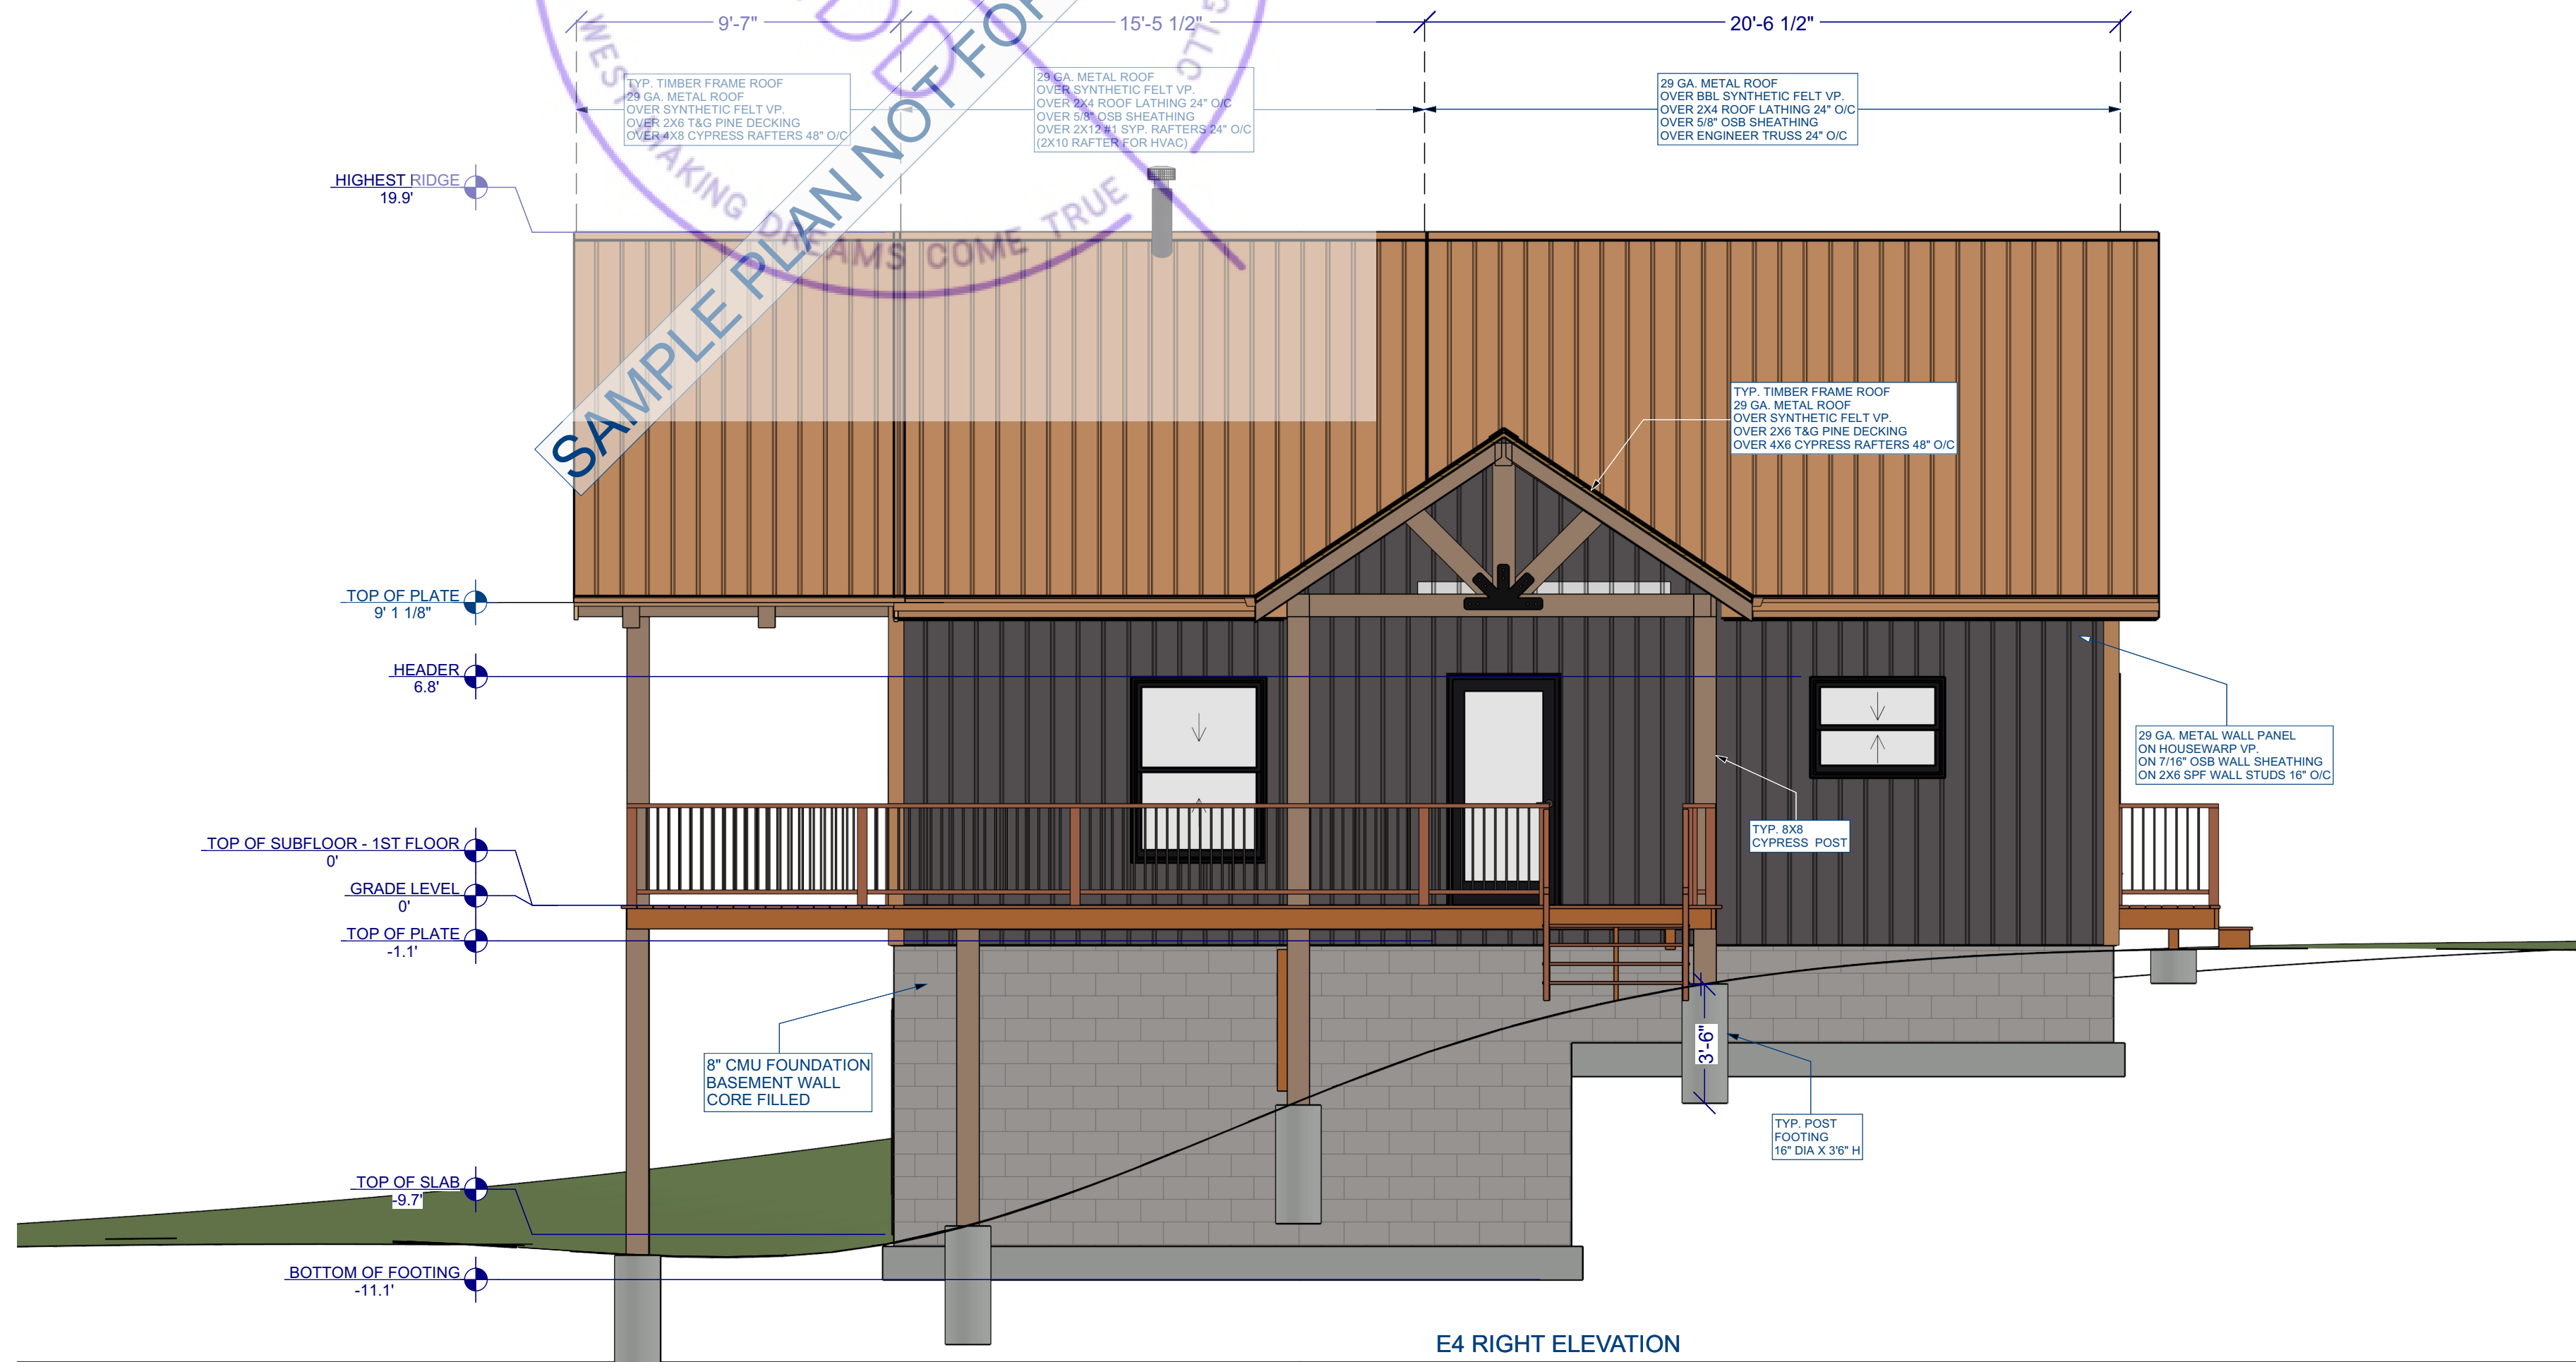 9'-7"
15'-5 1/2"
20'-6 1/2"
WEST
MAKING DREAMS COME TRUE
G LLC
SAMPLE PLAN NOT FOR
TYP. TIMBER FRAME ROOF
29 GA. METAL ROOF
OVER SYNTHETIC FELT VP.
OVER 2X6 T&G PINE DECKING
OVER 4X8 CYPRESS RAFTERS 48" O/C
29 GA. METAL ROOF
OVER SYNTHETIC FELT VP.
OVER 2X4 ROOF LATHING 24" O/C
OVER 5/8" OSB SHEATHING
OVER 2X12 #1 SYP. RAFTERS 24" O/C
(2X10 RAFTER FOR HVAC)
29 GA. METAL ROOF
OVER BBL SYNTHETIC FELT VP.
OVER 2X4 ROOF LATHING 24" O/C
OVER 5/8" OSB SHEATHING
OVER ENGINEER TRUSS 24" O/C
HIGHEST RIDGE
19.9'
TYP. TIMBER FRAME ROOF
29 GA. METAL ROOF
OVER SYNTHETIC FELT VP.
OVER 2X6 T&G PINE DECKING
OVER 4X6 CYPRESS RAFTERS 48" O/C
TOP OF PLATE
9' 1 1/8"
HEADER
6.8'
29 GA. METAL WALL PANEL
ON HOUSEWARP VP.
ON 7/16" OSB WALL SHEATHING
ON 2X6 SPF WALL STUDS 16" O/C
TYP. 8X8
CYPRESS POST
TOP OF SUBFLOOR - 1ST FLOOR
0'
GRADE LEVEL
0'
TOP OF PLATE
-1.1'
8" CMU FOUNDATION
BASEMENT WALL
CORE FILLED
3'-6"
TYP. POST
FOOTING
16" DIA X 3'6" H
TOP OF SLAB
-9.7'
BOTTOM OF FOOTING
-11.1'
E4 RIGHT ELEVATION